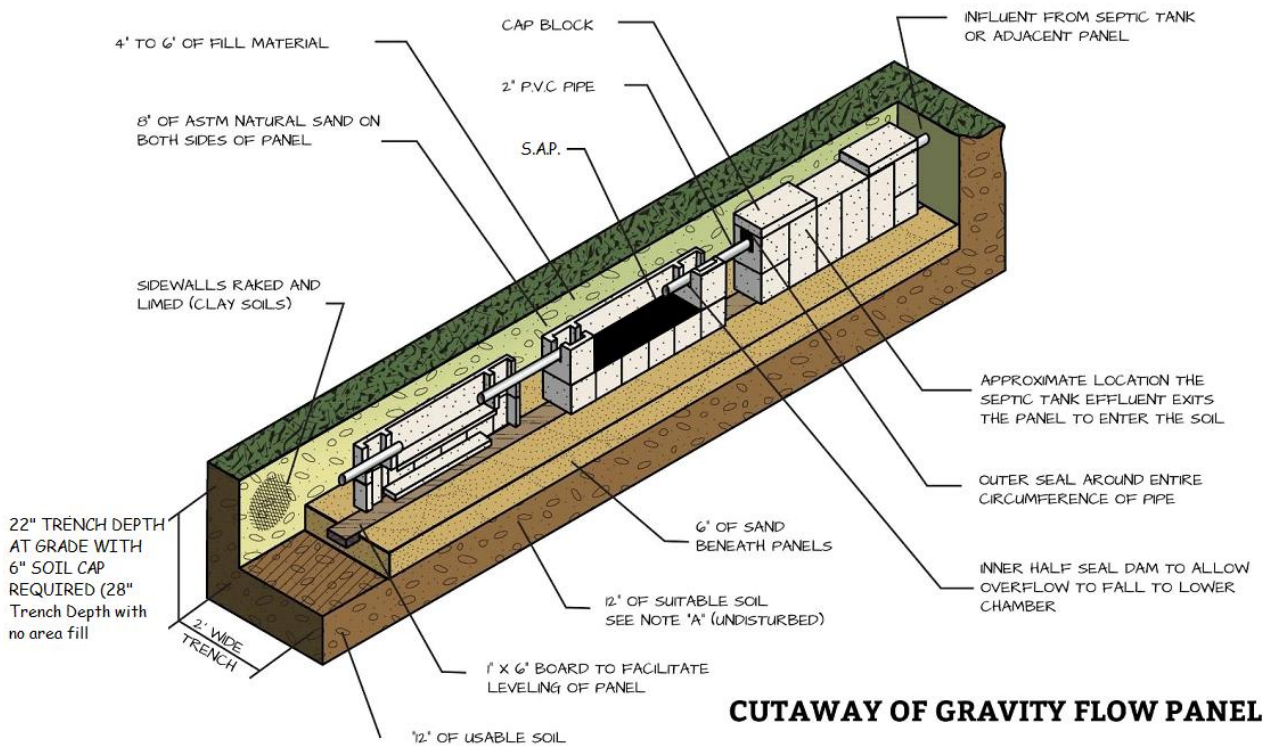 4" TO 6" OF FILL MATERIAL
8" OF ASTM NATURAL SAND ON
BOTH SIDES OF PANEL
SIDEWALLS RAKED AND
LIMED (CLAY SOILS)
CAP BLOCK
2" P.V.C PIPE
S.A.P.
INFLUENT FROM SEPTIC TANK
OR ADJACENT PANEL
APPROXIMATE LOCATION THE
SEPTIC TANK EFFLUENT EXITS
THE PANEL TO ENTER THE SOIL
OUTER SEAL AROUND ENTIRE
CIRCUMFERENCE OF PIPE
INNER HALF SEAL DAM TO ALLOW
OVERFLOW TO FALL TO LOWER
CHAMBER
6" OF SAND
BENEATH PANELS
12" OF SUITABLE SOIL
SEE NOTE "A" (UNDISTURBED)
1" X 6" BOARD TO FACILITATE
LEVELING OF PANEL
"12" OF USABLE SOIL
22" TRENCH DEPTH
AT GRADE WITH
6" SOIL CAP
REQUIRED (28"
Trench Depth with
no area fill
2' WIDE
TRENCH
CUTAWAY OF GRAVITY FLOW PANEL